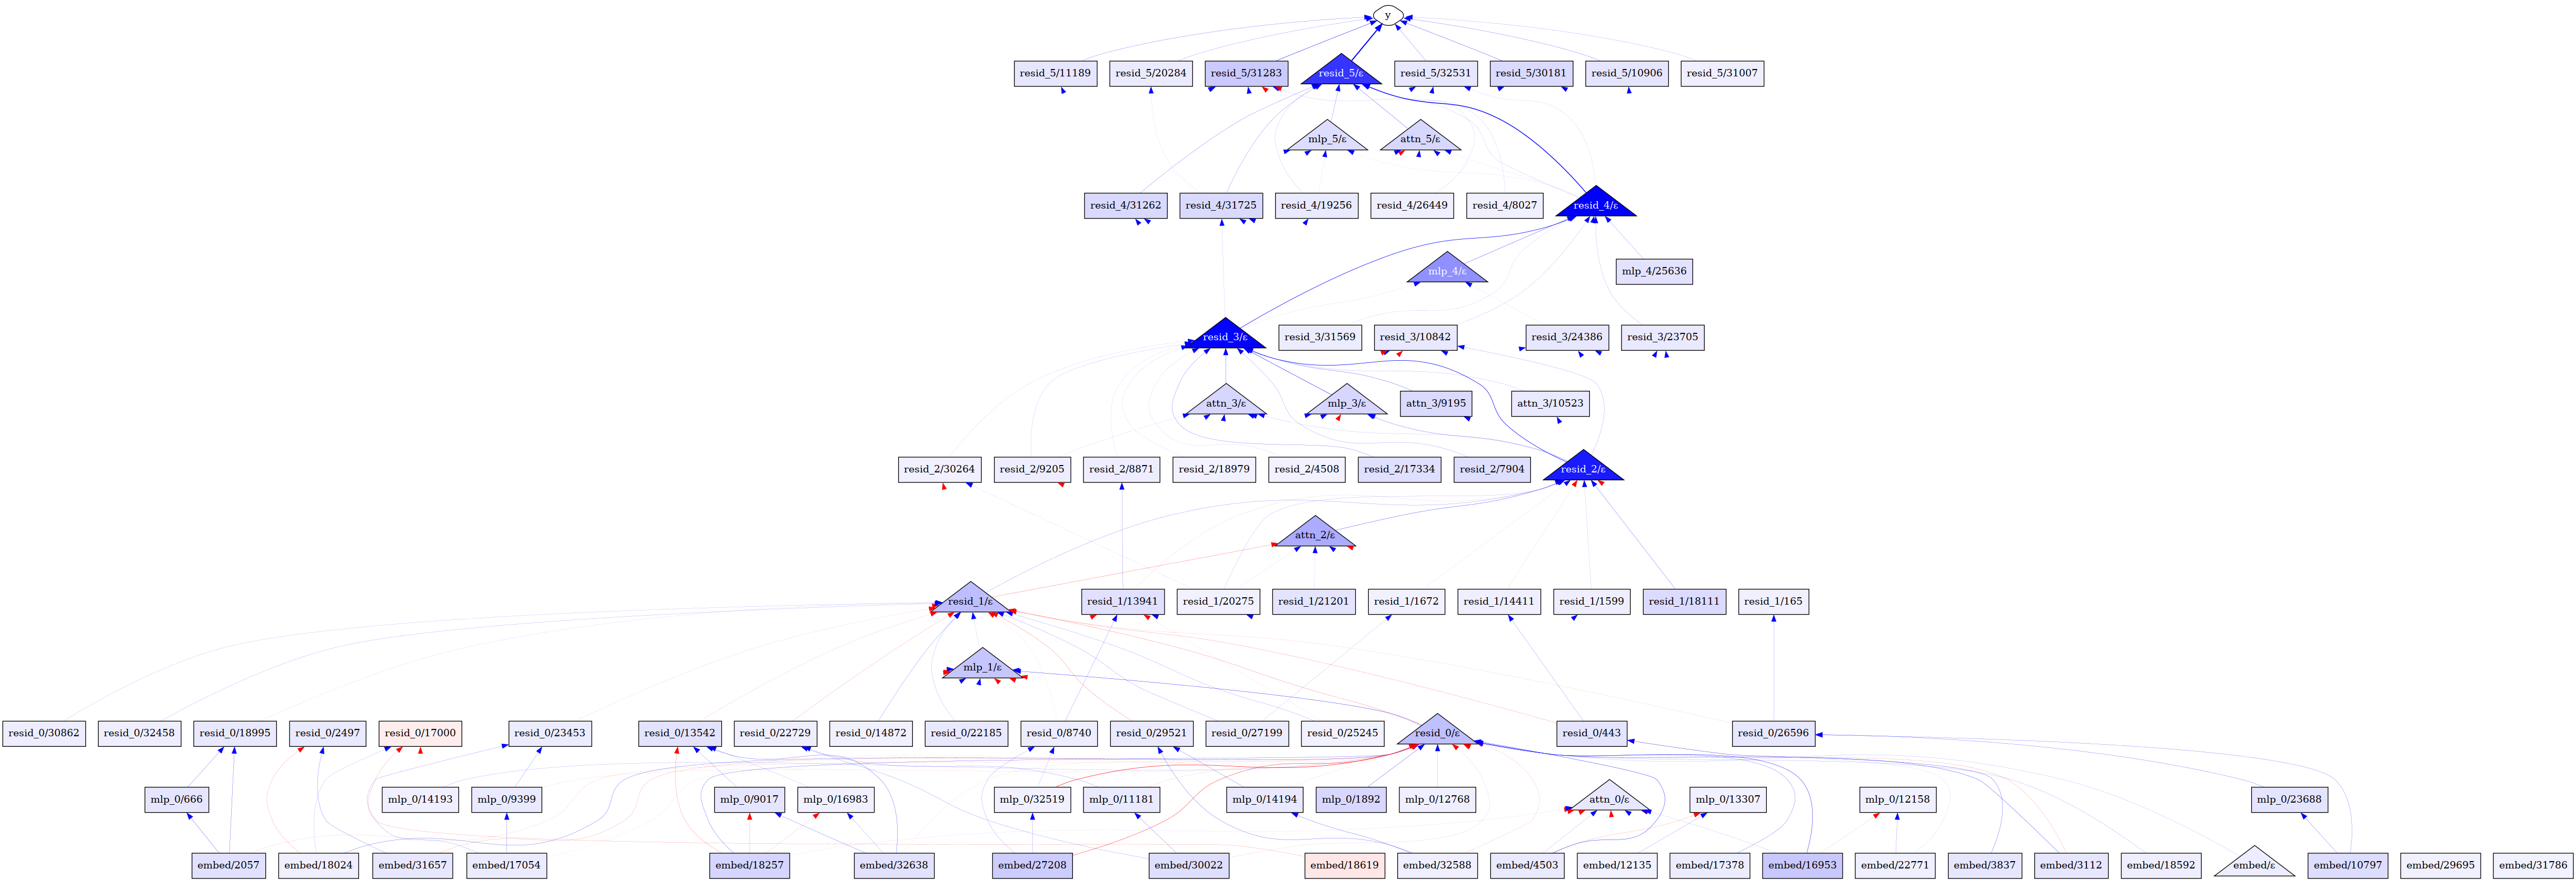 y
resid_5/11189 resid_5/20284 resid_5/31283 resid_5/ε resid_5/32531 resid_5/30181 resid_5/10906 resid_5/31007
mlp_5/ε attn_5/ε
resid_4/31262 resid_4/31725 resid_4/19256 resid_4/26449 resid_4/8027 resid_4/ε
mlp_4/ε mlp_4/25636
resid_3/ε resid_3/31569 resid_3/10842 resid_3/24386 resid_3/23705
attn_3/ε mlp_3/ε attn_3/9195 attn_3/10523
resid_2/30264 resid_2/9205 resid_2/8871 resid_2/18979 resid_2/4508 resid_2/17334 resid_2/7904 resid_2/ε
attn_2/ε
resid_1/ε resid_1/13941 resid_1/20275 resid_1/21201 resid_1/1672 resid_1/14411 resid_1/1599 resid_1/18111 resid_1/165
mlp_1/ε
resid_0/30862 resid_0/32458 resid_0/18995 resid_0/2497 resid_0/17000 resid_0/23453 resid_0/13542 resid_0/22729 resid_0/14872 resid_0/22185 resid_0/8740 resid_0/29521 resid_0/27199 resid_0/25245 resid_0/ε resid_0/443 resid_0/26596
mlp_0/666 mlp_0/14193 mlp_0/9399 mlp_0/9017 mlp_0/16983 mlp_0/32519 mlp_0/11181 mlp_0/14194 mlp_0/1892 mlp_0/12768 attn_0/ε mlp_0/13307 mlp_0/12158 mlp_0/23688
embed/2057 embed/18024 embed/31657 embed/17054 embed/18257 embed/32638 embed/27208 embed/30022 embed/18619 embed/32588 embed/4503 embed/12135 embed/17378 embed/16953 embed/22771 embed/3837 embed/3112 embed/18592 embed/ε embed/10797 embed/29695 embed/31786